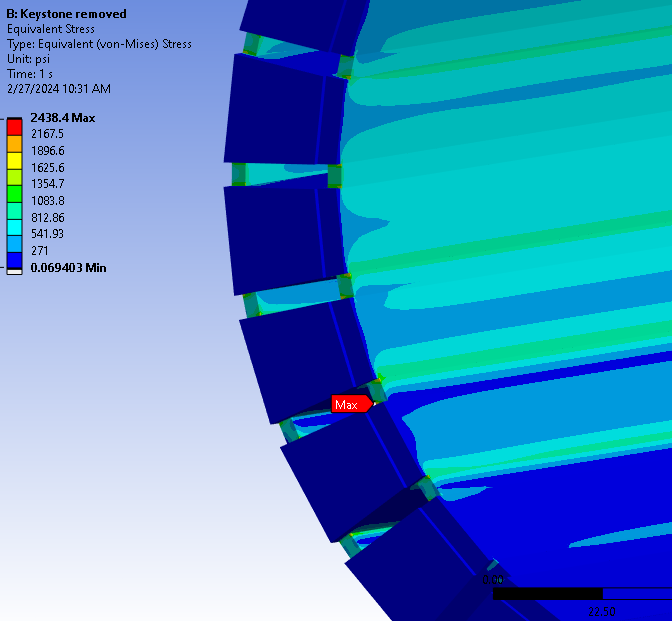 B: Keystone removed
Equivalent Stress
Type: Equivalent (von-Mises) Stress
Unit: psi
Time: 1 s
2/27/2024 10:31 AM
2438.4 Max
2167.5
1896.6
1625.6
1354.7
1083.8
812.86
541.93
271
0.069403 Min
Max
22.50